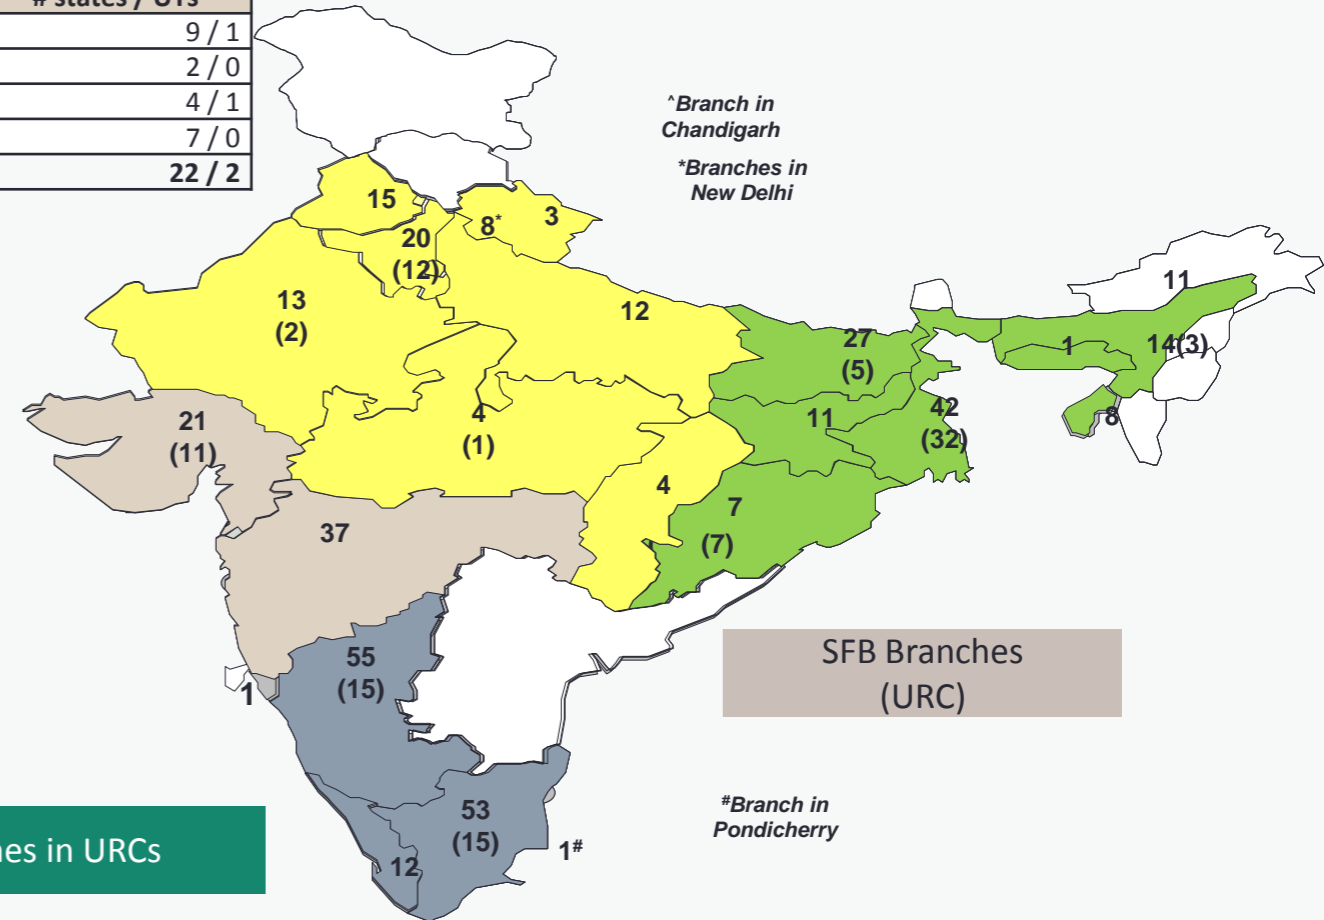 # states / UTs
9 / 1
2 / 0
4 / 1
7 / 0
22 / 2
^Branch in
Chandigarh
*Branches in
New Delhi
15
8*
3
20
(12)
13
(2)
12
11
27
(5)
1
14(3)
21
(11)
4
(1)
11
42
(32)
8
4
7
(7)
37
SFB Branches
(URC)
55
(15)
1
#Branch in
Pondicherry
53
(15)
1#
12
es in URCs